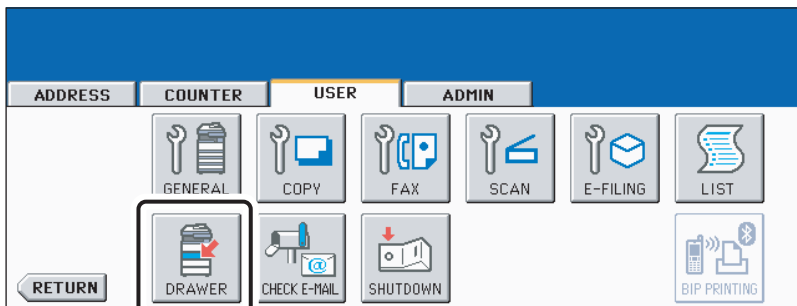 ADDRESS COUNTER USER ADMIN
GENERAL COPY FAX SCAN E-FILING LIST
RETURN DRAWER CHECK E-MAIL SHUTDOWN BIP PRINTING